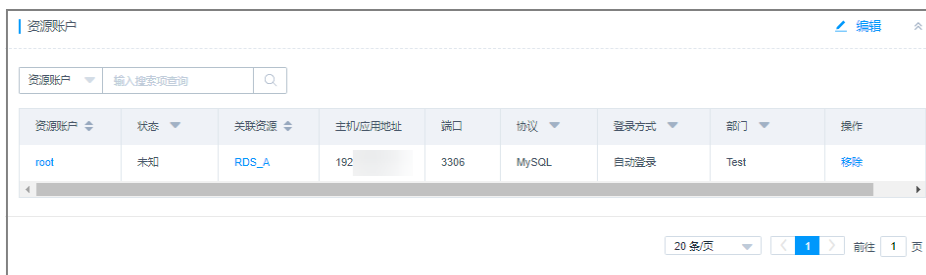 资源账户 编辑
资源账户 输入搜索项查询
资源账户 状态 关联资源 主机/应用地址 端口 协议 登录方式 部门 操作
root 未知 RDS_A 192 3306 MySQL 自动登录 Test 移除
20 条/页 1 前往 1 页